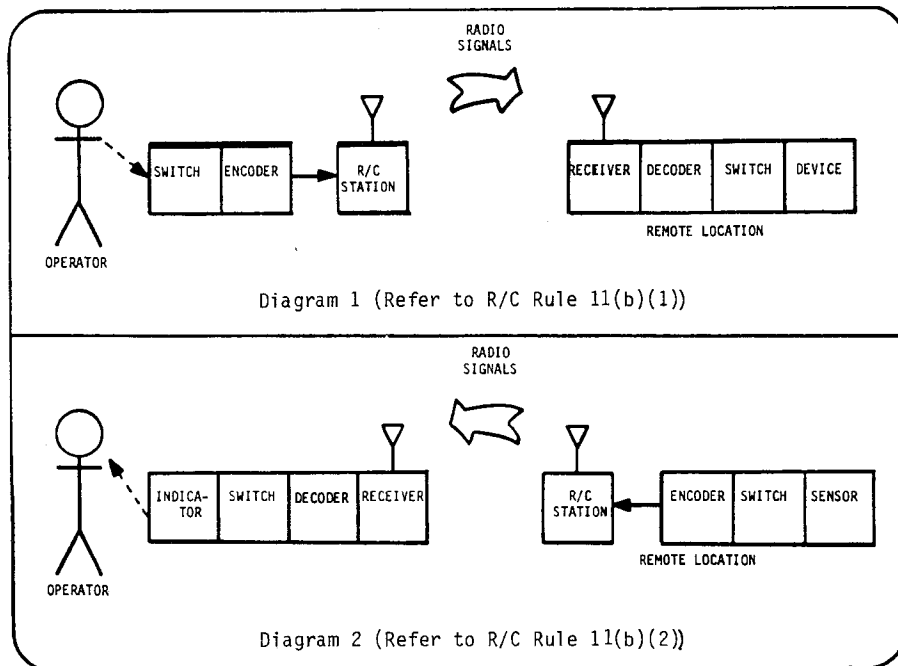 RADIO
SIGNALS
SWITCH ENCODER R/C
STATION
RECEIVER DECODER SWITCH DEVICE
REMOTE LOCATION
OPERATOR
Diagram 1 (Refer to R/C Rule 11(b)(1))
RADIO
SIGNALS
INDICA-
TOR
SWITCH DECODER RECEIVER
R/C
STATION
ENCODER SWITCH SENSOR
REMOTE LOCATION
OPERATOR
Diagram 2 (Refer to R/C Rule 11(b)(2))